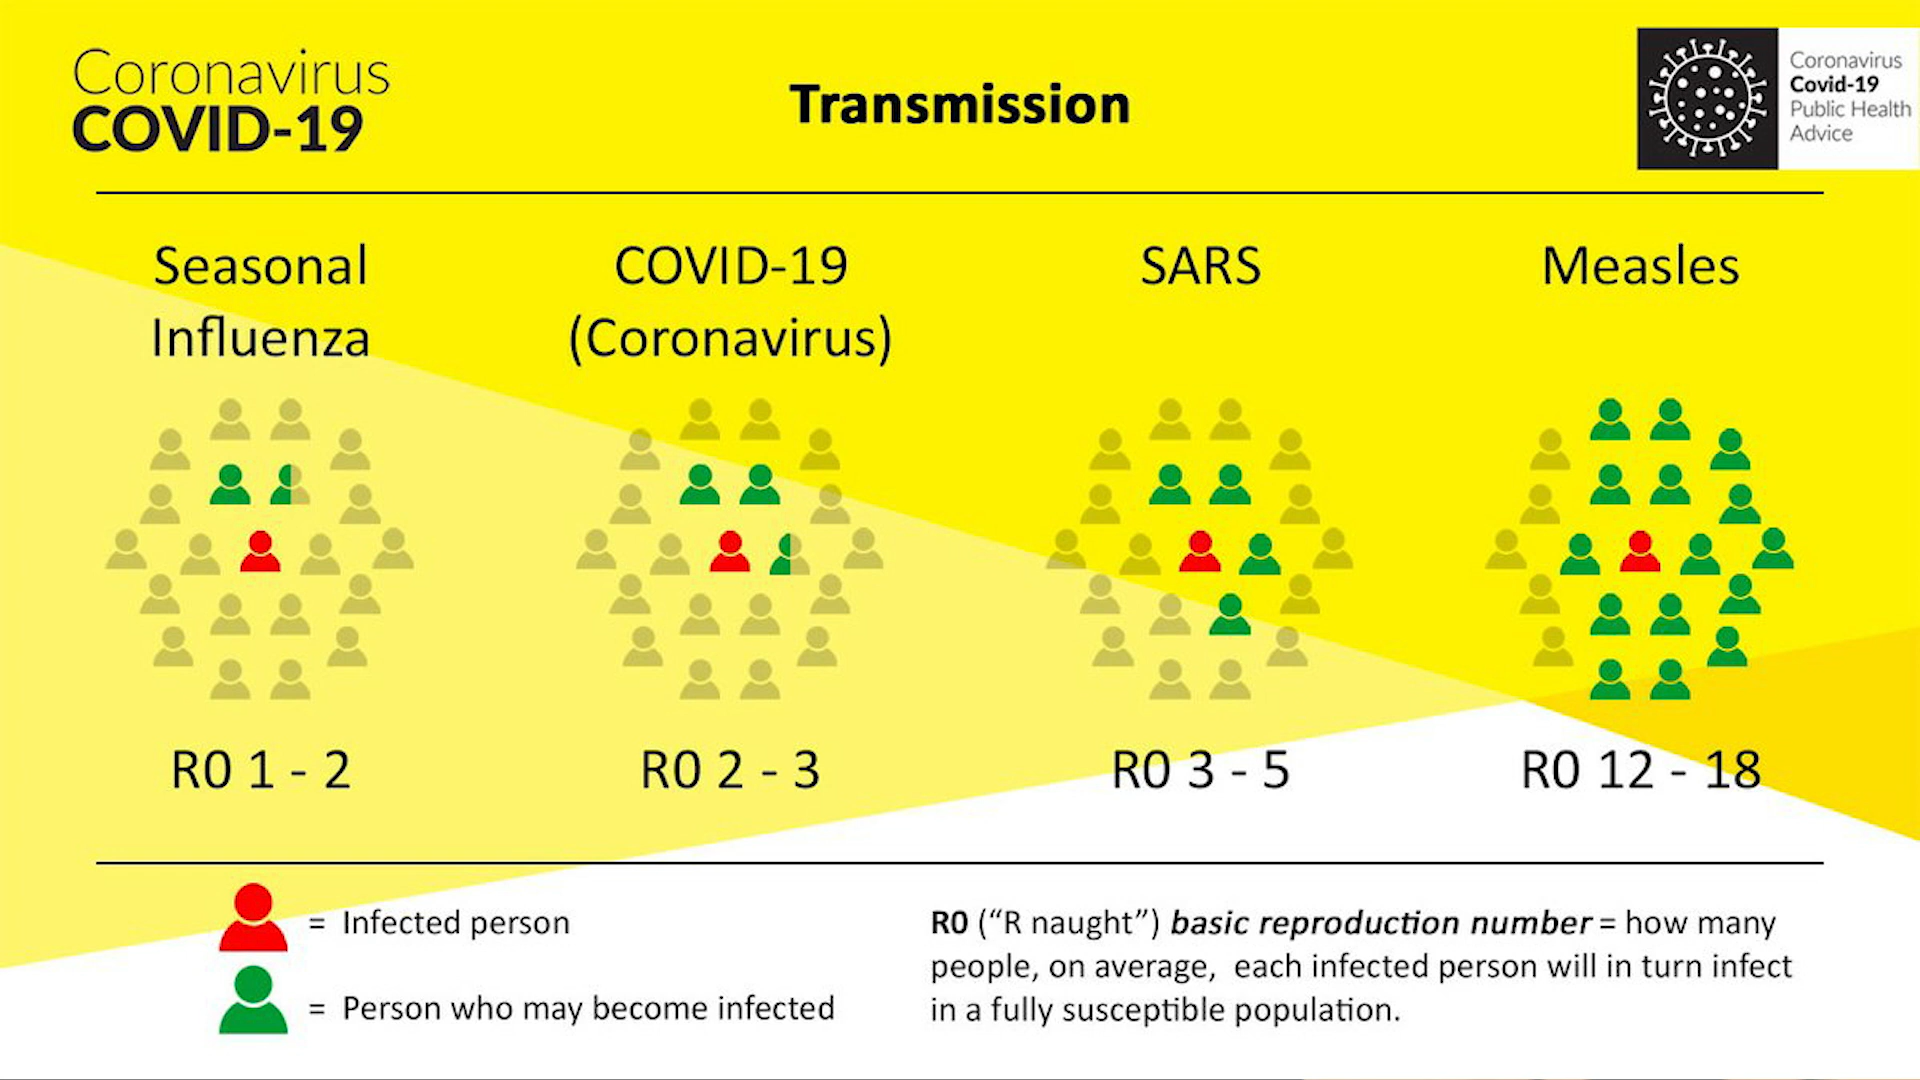 Coronavirus
COVID-19
Transmission
Coronavirus
Covid-19
Public Health
Advice
Seasonal
Influenza
COVID-19
(Coronavirus)
SARS
Measles
R0 1 - 2
R0 2 - 3
R0 3 - 5
R0 12 - 18
= Infected person
= Person who may become infected
R0 (“R naught”) basic reproduction number = how many
people, on average, each infected person will in turn infect
in a fully susceptible population.